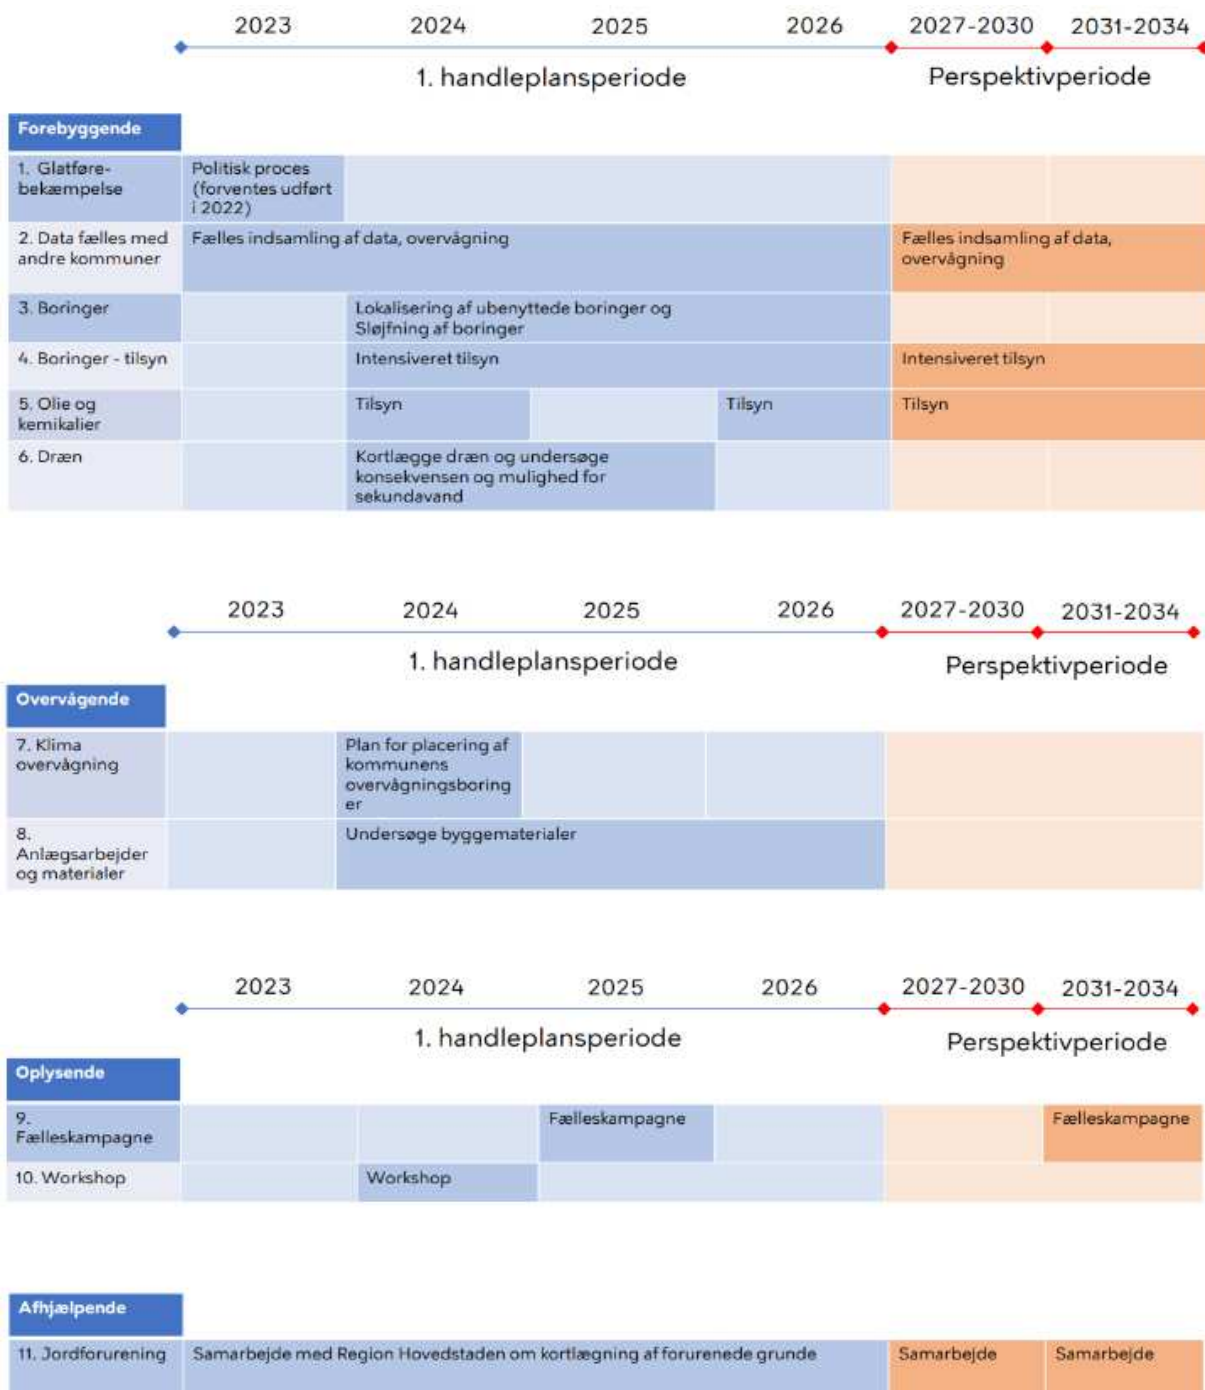 2023 2024 2025 2026 2027-2030 2031-2034
1. handleplansperiode Perspektivperiode
Forebyggende
1. Glatføre-
bekæmpelse
Politisk proces
(forventes udført
i 2022)
2. Data fælles med
andre kommuner
Fælles indsamling af data, overvågning
Fælles indsamling af data,
overvågning
3. Boringer
Lokalisering af ubenyttede boringer og
Sløjfning af boringer
4. Boringer - tilsyn
Intensiveret tilsyn
Intensiveret tilsyn
5. Olie og
kemikalier
Tilsyn
Tilsyn
Tilsyn
6. Dræn
Kortlægge dræn og undersøge
konsekvensen og mulighed for
sekundavand
2023 2024 2025 2026 2027-2030 2031-2034
1. handleplansperiode Perspektivperiode
Overvågende
7. Klima
overvågning
Plan for placering af
kommunens
overvågningsboring
er
8.
Anlægsarbejder
og materialer
Undersøge byggematerialer
2023 2024 2025 2026 2027-2030 2031-2034
1. handleplansperiode Perspektivperiode
Oplysende
9.
Fælleskampagne
Fælleskampagne
Fælleskampagne
10. Workshop
Workshop
Afhjælpende
11. Jordforurening
Samarbejde med Region Hovedstaden om kortlægning af forurenede grunde
Samarbejde
Samarbejde